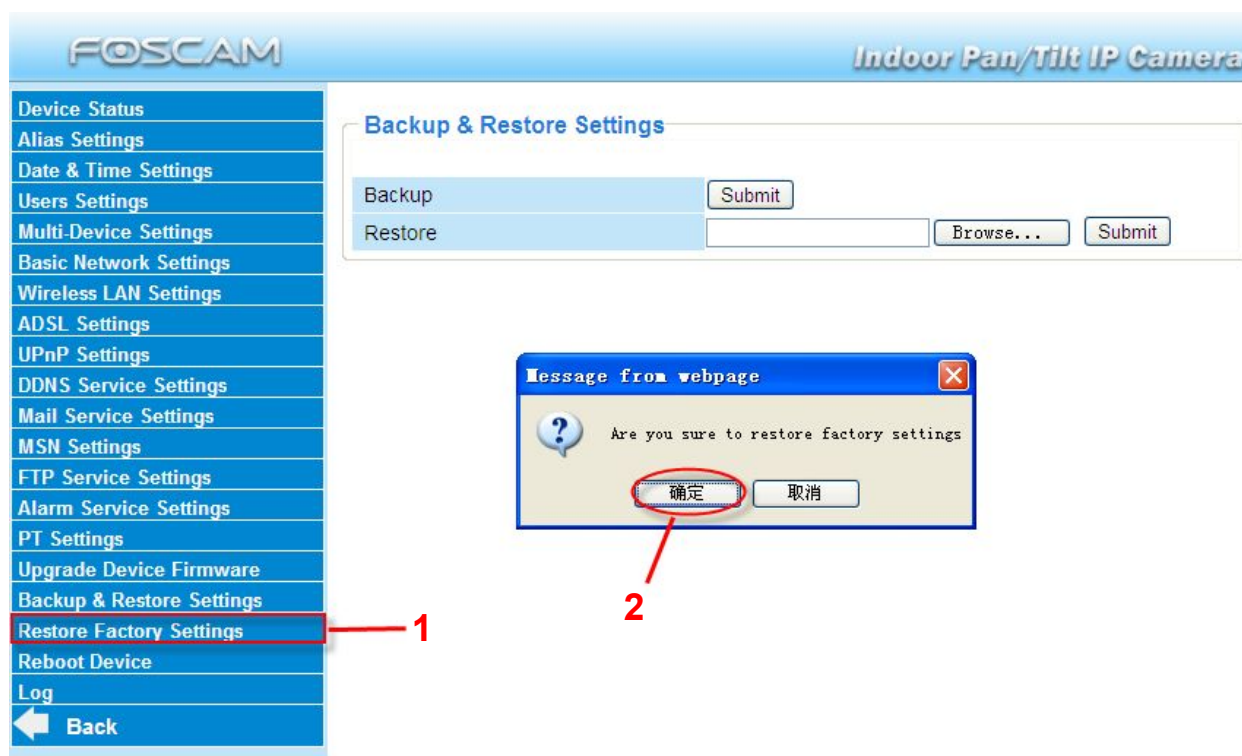 FOSCAM
Indoor Pan/Tilt IP Camera
Device Status
Alias Settings
Date & Time Settings
Users Settings
Multi-Device Settings
Basic Network Settings
Wireless LAN Settings
ADSL Settings
UPnP Settings
DDNS Service Settings
Mail Service Settings
MSN Settings
FTP Service Settings
Alarm Service Settings
PT Settings
Upgrade Device Firmware
Backup & Restore Settings
Restore Factory Settings
Reboot Device
Log
Back
Backup & Restore Settings
Backup Submit
Restore Browse... Submit
Message from webpage
Are you sure to restore factory settings
确定 取消
1
2